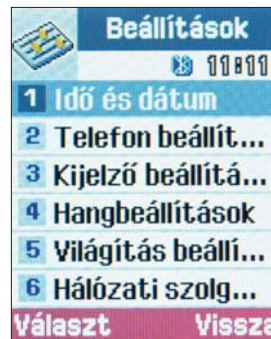 Beállítások
11:11
1 Idő és dátum
2 Telefon beállít...
3 Kijelző beállítá...
4 Hangbeállítások
5 Világítás beállí...
6 Hálózati szolg...
Választ Vissza